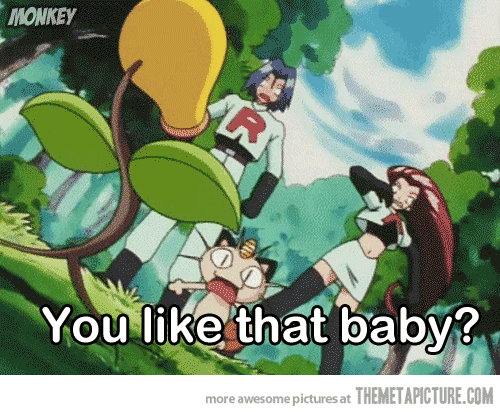 MONKEY
R
You like that baby?
more awesome pictures at THEMETAPICTURE.COM